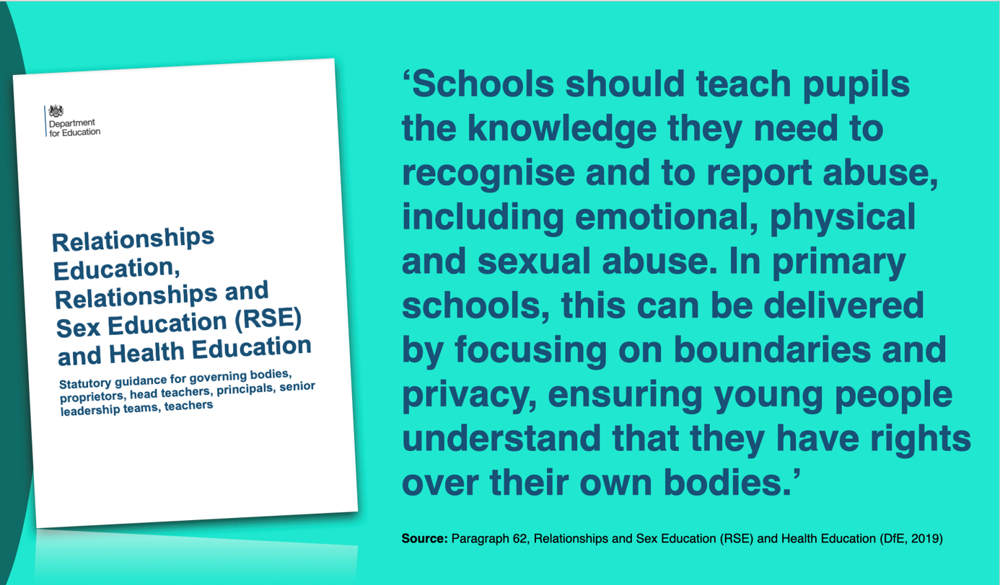 Department
for Education
Relationships
Education,
Relationships and
Sex Education (RSE)
and Health Education
Statutory guidance for governing bodies,
proprietors, head teachers, principals, senior
leadership teams, teachers
‘Schools should teach pupils
the knowledge they need to
recognise and to report abuse,
including emotional, physical
and sexual abuse. In primary
schools, this can be delivered
by focusing on boundaries and
privacy, ensuring young people
understand that they have rights
over their own bodies.’
Source: Paragraph 62, Relationships and Sex Education (RSE) and Health Education (DfE, 2019)